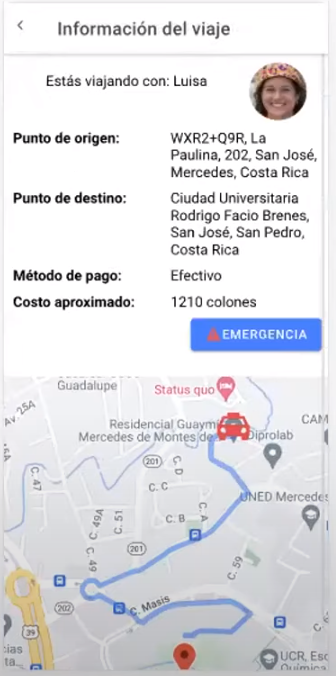 Información del viaje
Estás viajando con: Luisa
Punto de origen:
WXR2+Q9R, La
Paulina, 202, San José,
Mercedes, Costa Rica
Punto de destino:
Ciudad Universitaria
Rodrigo Facio Brenes,
San José, San Pedro,
Costa Rica
Método de pago:
Efectivo
Costo aproximado:
1210 colones
EMERGENCIA
Guadalupe
Status quo
Av. 25A
Residencial Guaym
CAM
Mercedes de Montes de
Diprolab
201
C. D
C. 47
C. C
UNED Mercedes
C. 49A
C. 51
C. B
C. A
201
C. 49
C. 59
202
C. Masis
39
cias
ta...
UCR, Esc
Química